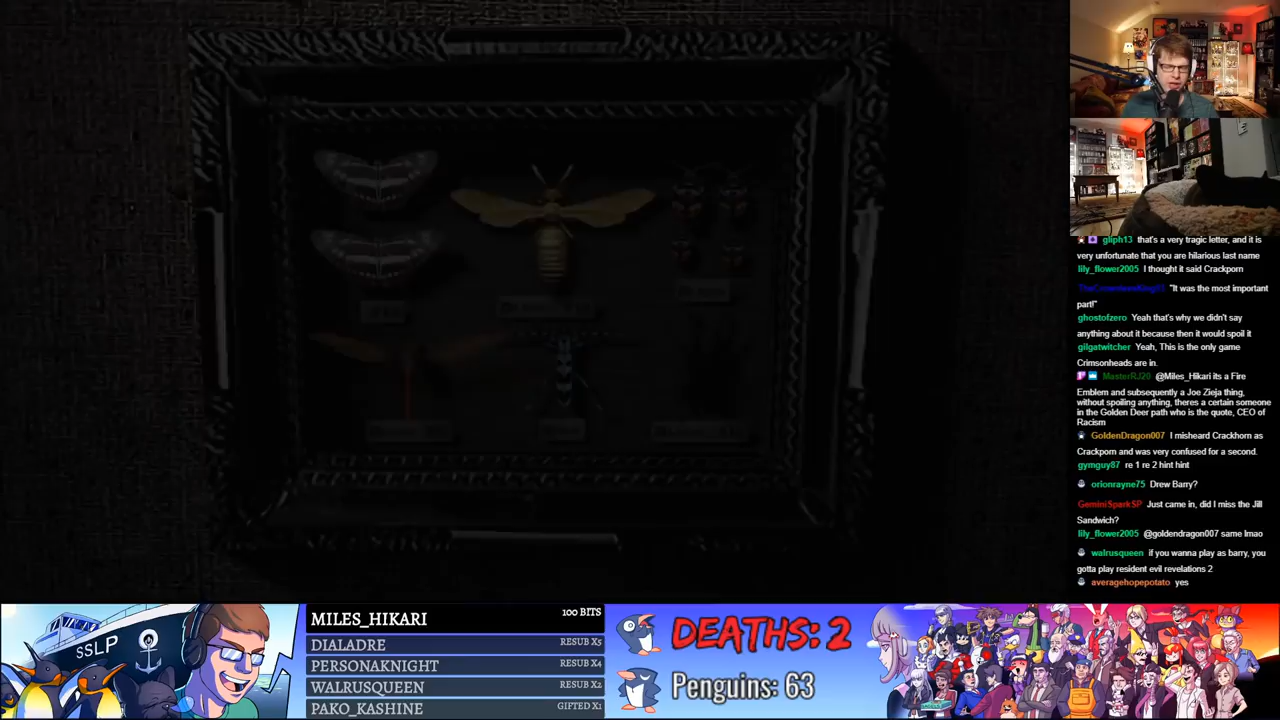 gliph13 that's a very tragic letter, and it is
very unfortunate that you are hilarious last name
lily_flower2005 I thought it said Crackporn
"It was the most important
part!"
ghostofzero Yeah that's why we didn't say
anything about it because then it would spoil it
gilgatwitcher Yeah, This is the only game
Crimsonheads are in.
MasterRJ20 @Miles_Hikari its a Fire
Emblem and subsequently a Joe Zieja thing,
without spoiling anything, theres a certain someone
in the Golden Deer path who is the quote, CEO of
Racism
GoldenDragon007 I misheard Crackhorn as
Crackporn and was very confused for a second.
gymguy87 re 1 re 2 hint hint
orionrayne75 Drew Barry?
GeminiSparkSP Just came in, did I miss the Jill
Sandwich?
lily_flower2005 @goldendragon007 same lmao
walrusqueen if you wanna play as barry, you
gotta play resident evil revelations 2
averagehopepotato yes
SSLP
MILES_HIKARI 100 BITS
DIALADRE RESUB X5
PERSONAKNIGHT RESUB X4
WALRUSQUEEN RESUB X2
PAKO_KASHINE GIFTED X1
DEATHS: 2
Penguins: 63